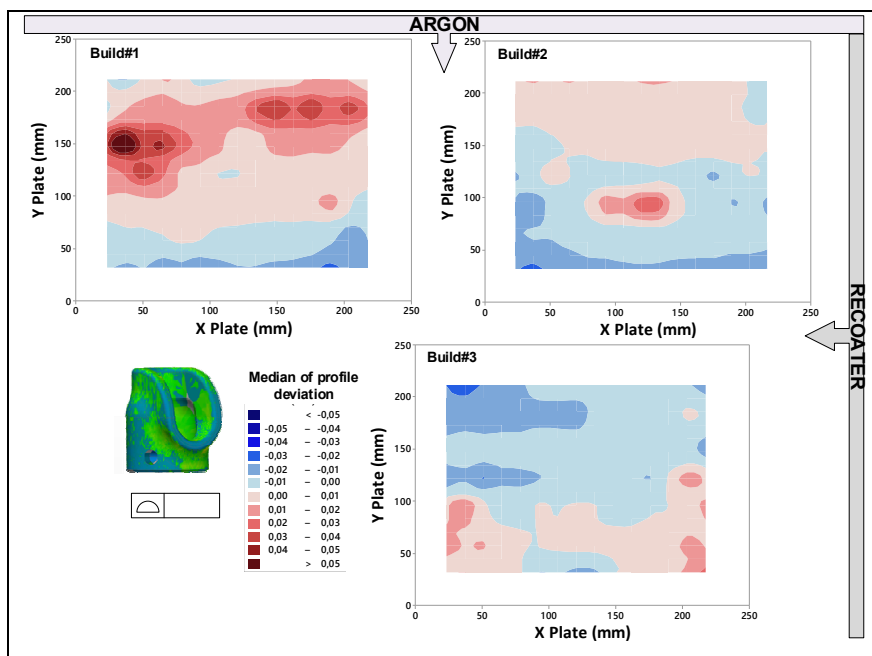 ARGON
Build#1
Build#2
250
200
150
100
50
0
Y Plate (mm)
0
50
100
150
200
250
X Plate (mm)
250
200
150
100
50
0
Y Plate (mm)
0
50
100
150
200
250
X Plate (mm)
RECOATER
Build#3
250
200
150
100
50
0
Y Plate (mm)
0
50
100
150
200
250
X Plate (mm)
Median of profile
deviation
< -0,05
-0,05 – -0,04
-0,04 – -0,03
-0,03 – -0,02
-0,02 – -0,01
-0,01 – 0,00
0,00 – 0,01
0,01 – 0,02
0,02 – 0,03
0,03 – 0,04
0,04 – 0,05
> 0,05